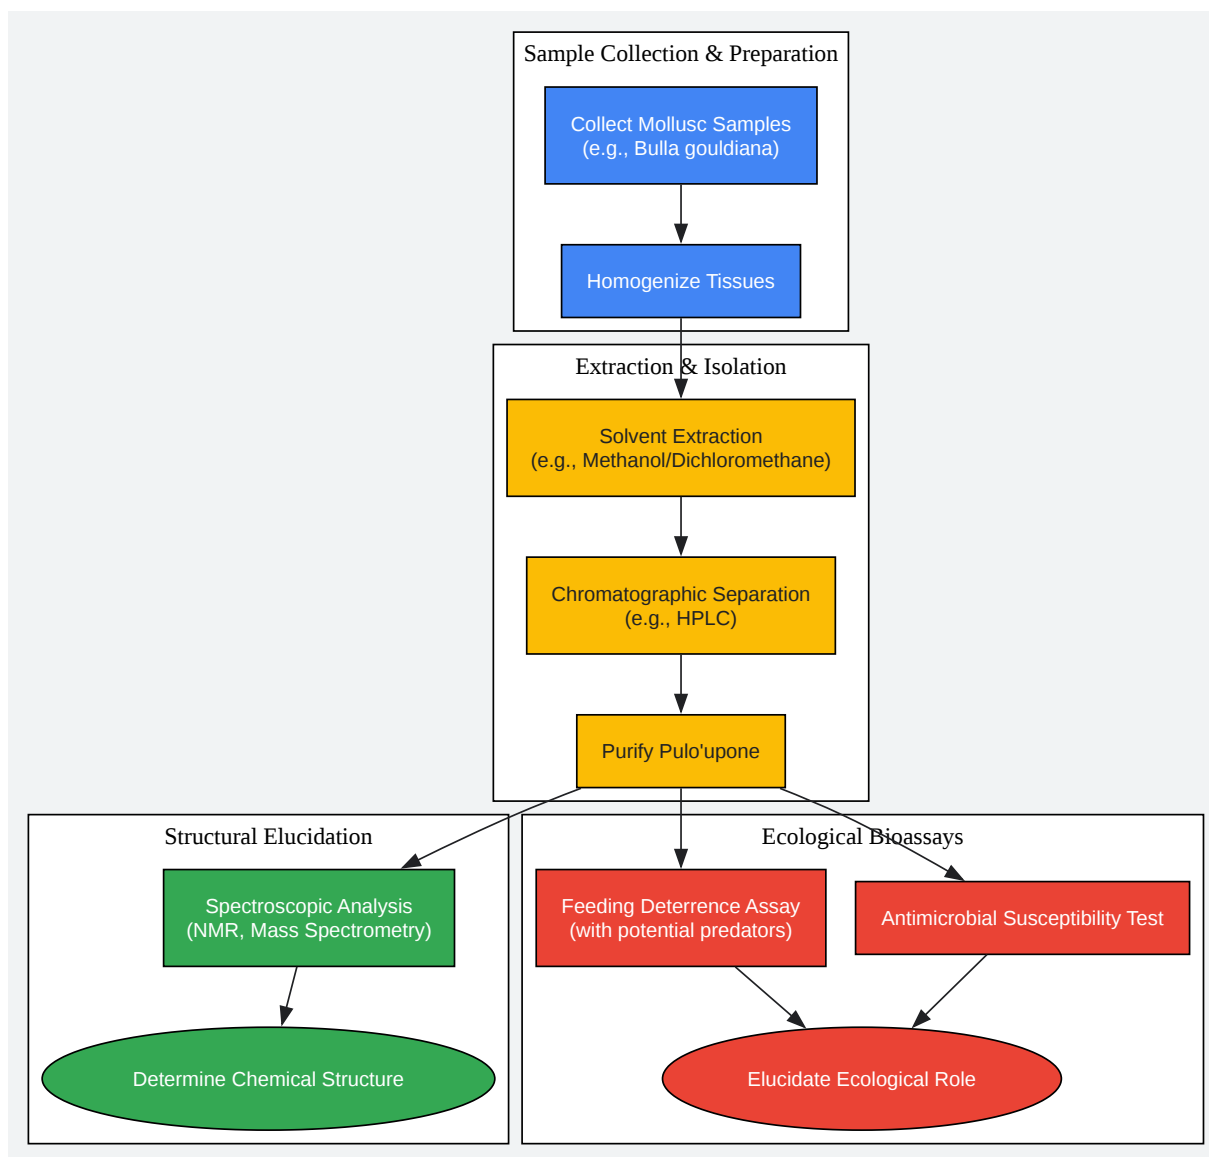 Sample Collection & Preparation
Collect Mollusc Samples
(e.g., Bulla gouldiana)
Homogenize Tissues
Extraction & Isolation
Solvent Extraction
(e.g., Methanol/Dichloromethane)
Chromatographic Separation
(e.g., HPLC)
Purify Pulo'upone
Structural Elucidation
Spectroscopic Analysis
(NMR, Mass Spectrometry)
Determine Chemical Structure
Ecological Bioassays
Feeding Deterrence Assay
(with potential predators)
Antimicrobial Susceptibility Test
Elucidate Ecological Role